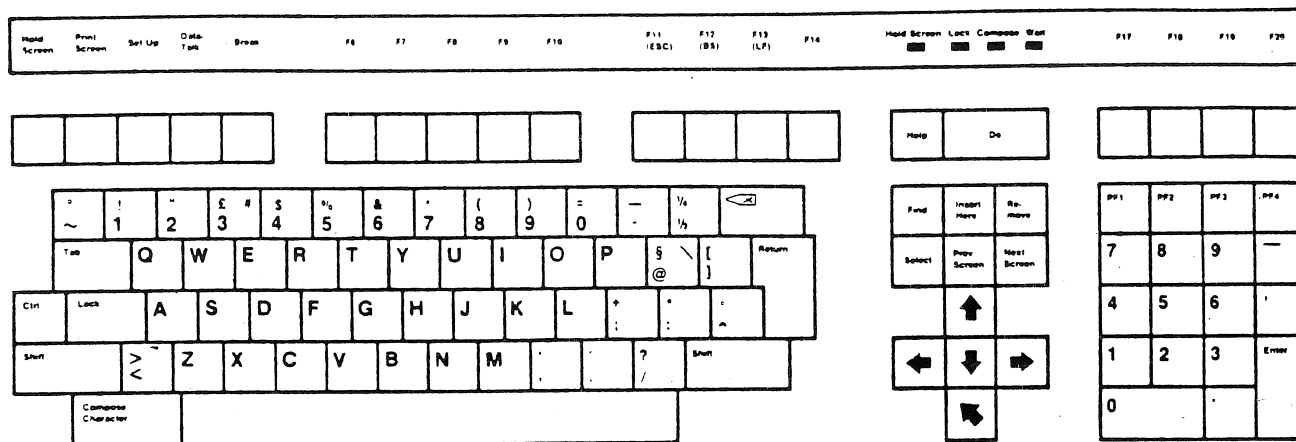 Hold Screen Print Screen Set Up Data- Talk Break F6 F7 F8 F9 F10 F11 (ESC) F12 (BS) F13 (LF) F14 Hold Screen Lock Compose Wait F17 F18 F19 F20
Help Do
° ! " £ # $ % & ' ( ) = — ¼
~ 1 2 3 4 5 6 7 8 9 0 - ½
Find Insert Here Re- move PF1 PF2 PF3 PF4
Tab Q W E R T Y U I O P § \ @ [ ] Return
Select Prev Screen Next Screen 7 8 9 —
Ctrl Lock A S D F G H J K L + ; * :
4 5 6 ,
Shift > < Z X C V B N M ? / Shift
1 2 3 Enter
Compose Character
0 .